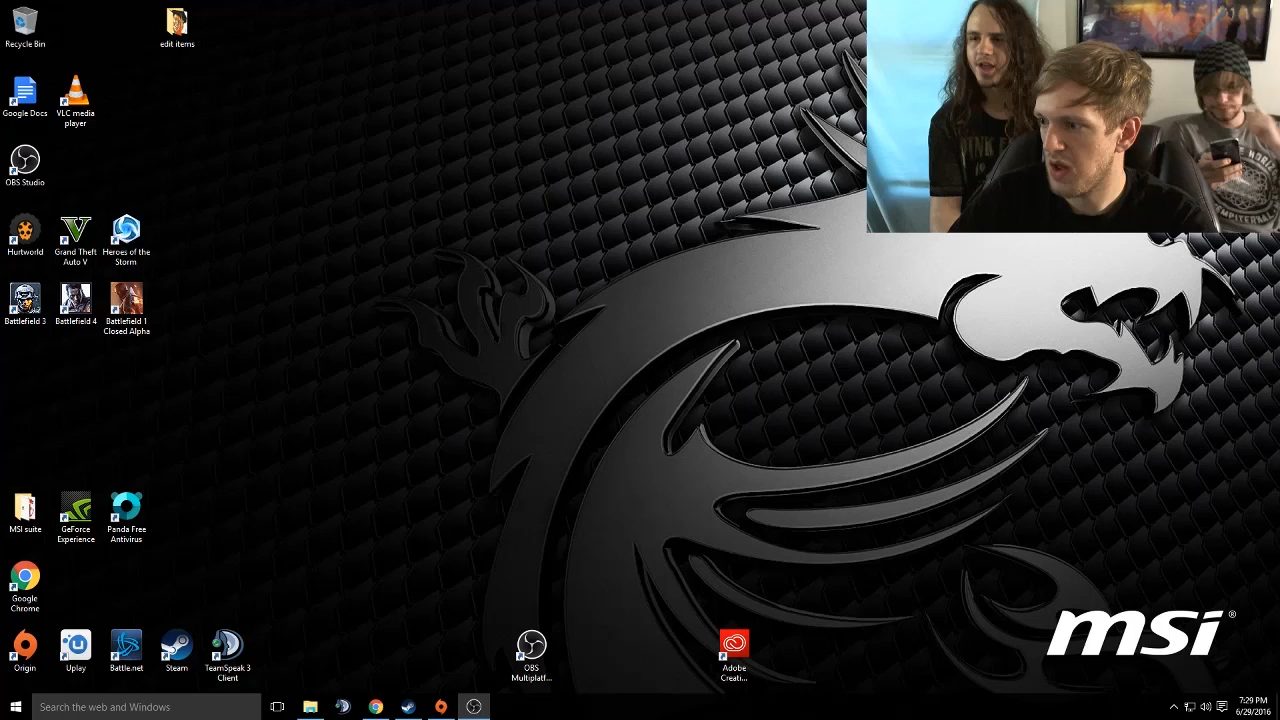 Recycle Bin
edit items
Google Docs
VLC media
player
OBS Studio
Hurtworld
Grand Theft
Auto V
Heroes of the
Storm
Battlefield 3
Battlefield 4
Battlefield 1
Closed Alpha
MSI suite
GeForce
Experience
Panda Free
Antivirus
Google
Chrome
Origin
Uplay
Battle.net
Steam
TeamSpeak 3
Client
OBS
Multiplatf...
Adobe
Creati...
msi®
Search the web and Windows
7:29 PM
6/29/2016